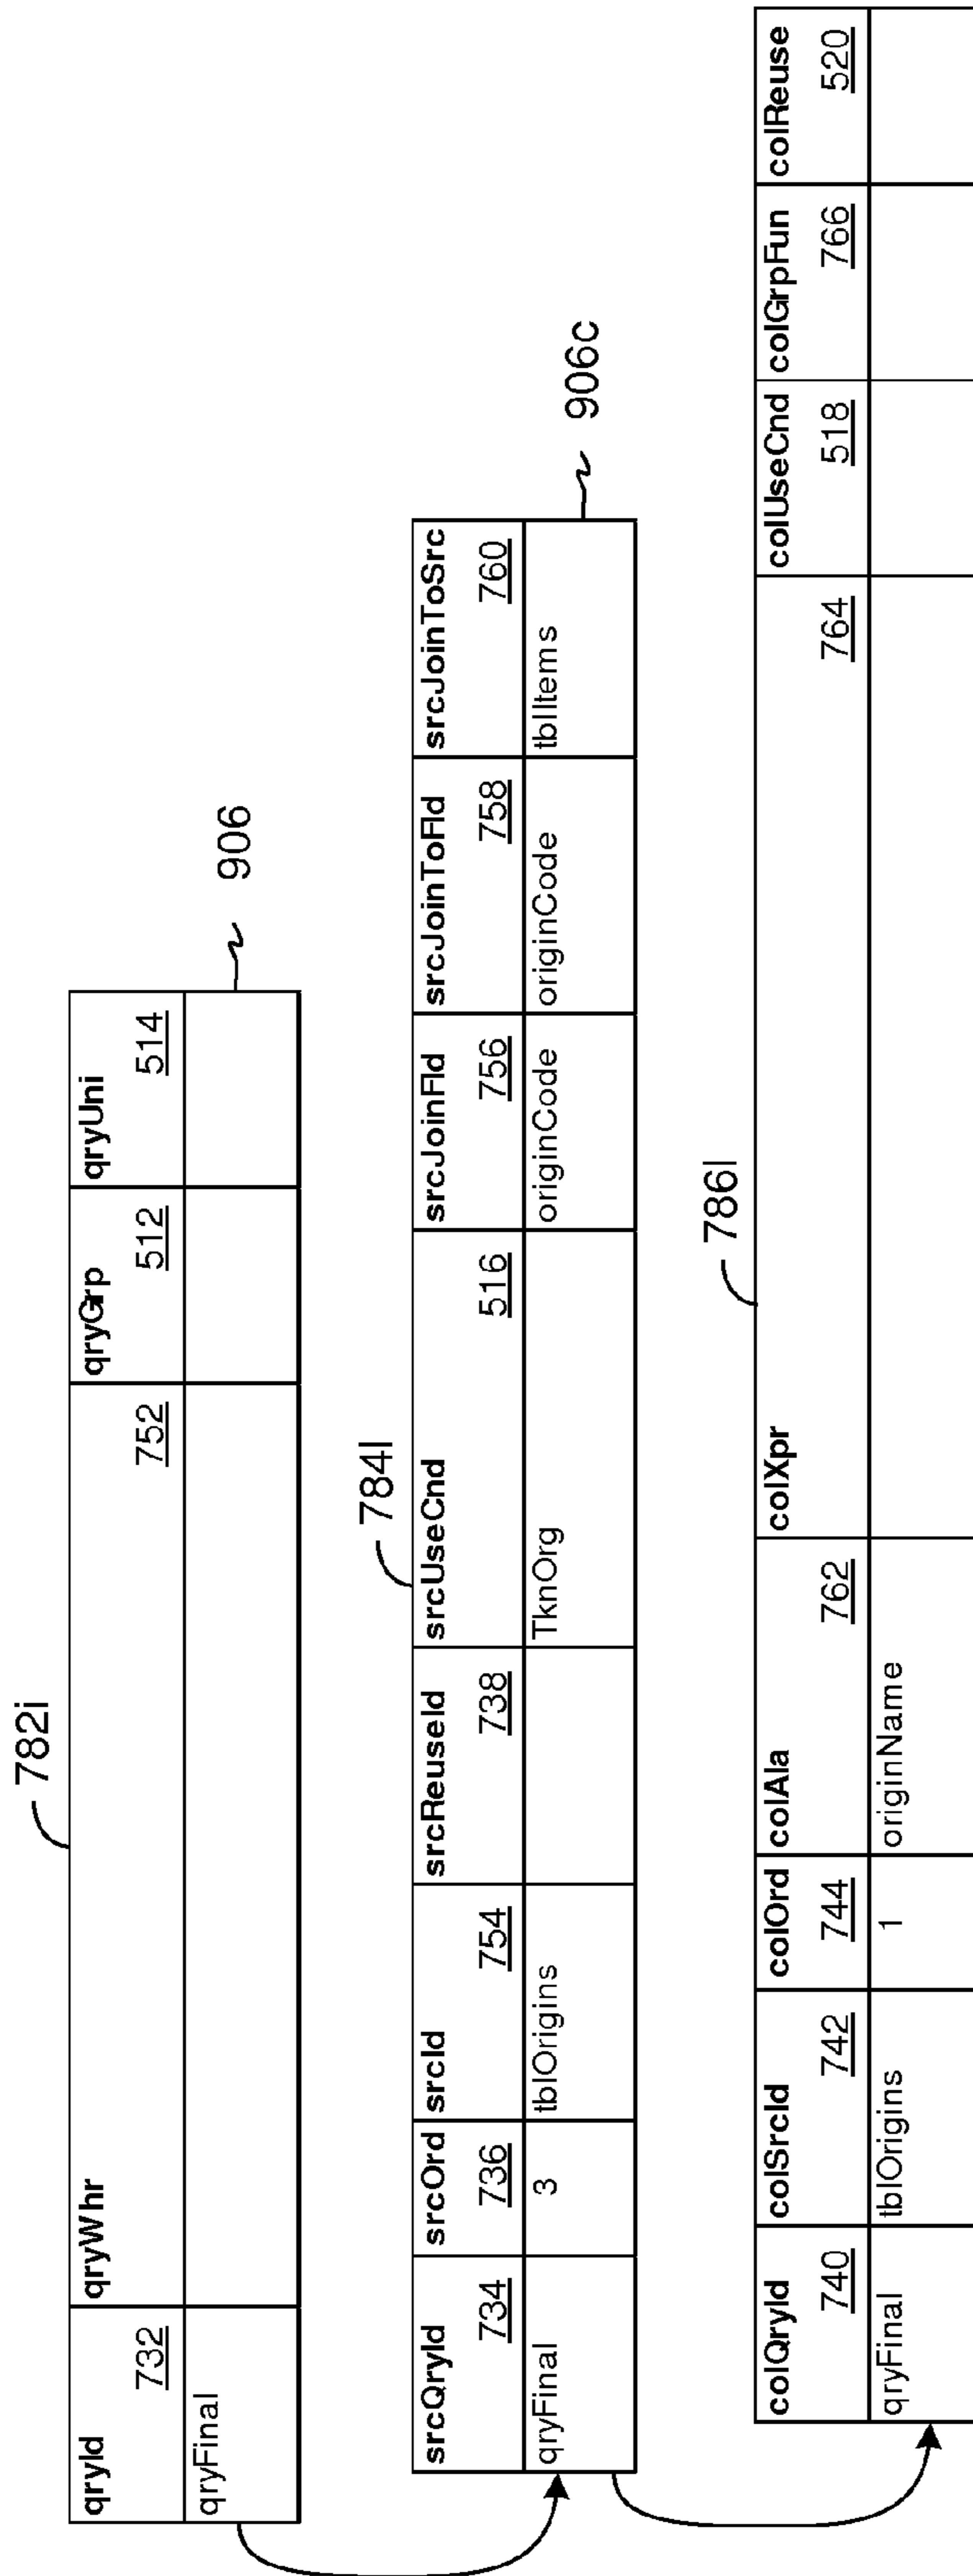 782i
qryId qryWhr qryGrp qryUni
732 752 512 514
qryFinal
906
784l
srcQryId srcOrd srcId srcReuseId srcUseCnd srcJoinFld srcJoinToFld srcJoinToSrc
734 736 754 738 516 756 758 760
qryFinal 3 tblOrigins TknOrg originCode originCode tblItems
906c
786l
colQryId colSrcId colOrd colAla colXpr colUseCnd colGrpFun colReuse
740 742 744 762 764 518 766 520
qryFinal tblOrigins 1 originName